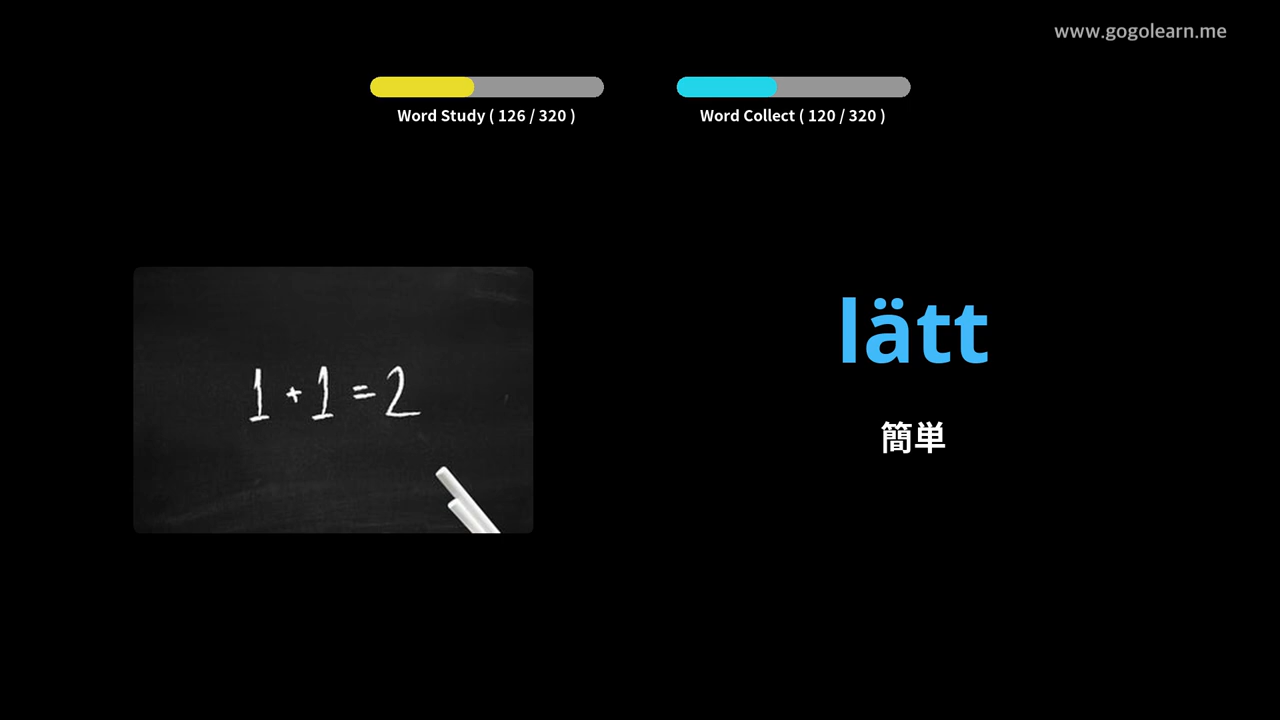 www.gogolearn.me
Word Study ( 126 / 320 )
Word Collect ( 120 / 320 )
1 + 1 = 2
lätt
簡単